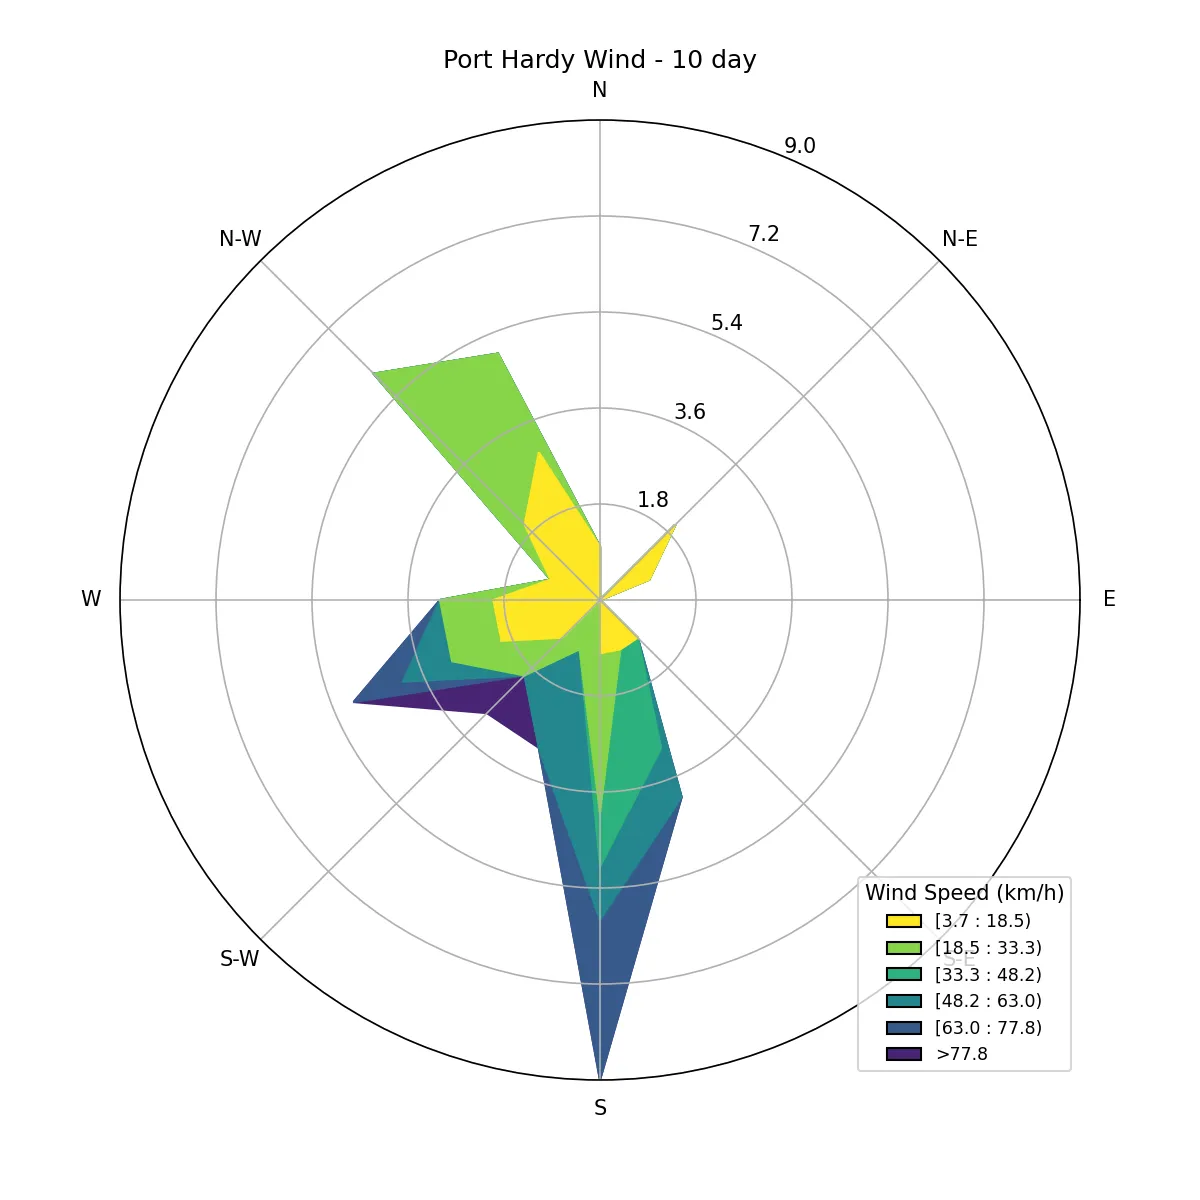 Port Hardy Wind - 10 day
N
9.0
N-W
N-E
7.2
5.4
3.6
1.8
W
E
Wind Speed (km/h)
[3.7 : 18.5)
[18.5 : 33.3)
S-W
S-E
[33.3 : 48.2)
[48.2 : 63.0)
[63.0 : 77.8)
>77.8
S